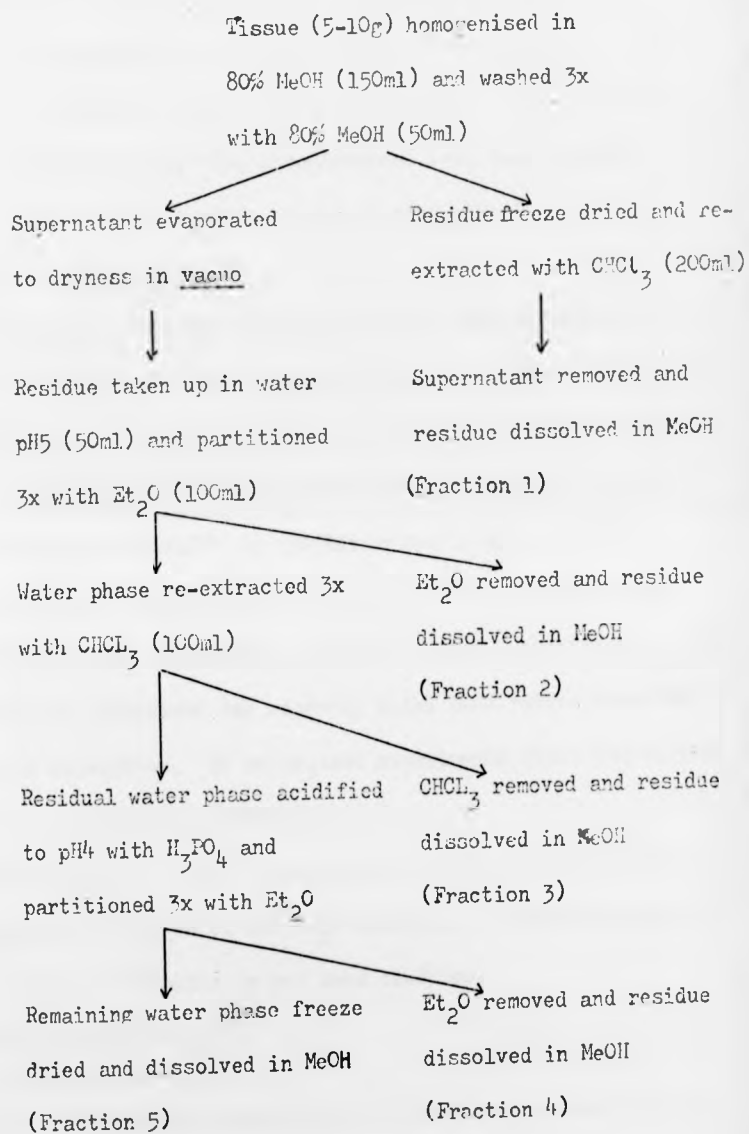 Tissue (5-10g) homogenised in
80% MeOH (150ml) and washed 3x
with 80% MeOH (50ml)
Supernatant evaporated
to dryness in vacuo
Residue freeze dried and re-
extracted with CHCl3 (200ml)
Residue taken up in water
pH5 (50ml) and partitioned
3x with Et2O (100ml)
Supernatant removed and
residue dissolved in MeOH
(Fraction 1)
Water phase re-extracted 3x
with CHCL3 (100ml)
Et2O removed and residue
dissolved in MeOH
(Fraction 2)
Residual water phase acidified
to pH4 with H3PO4 and
partitioned 3x with Et2O
CHCL3 removed and residue
dissolved in MeOH
(Fraction 3)
Remaining water phase freeze
dried and dissolved in MeOH
(Fraction 5)
Et2O removed and residue
dissolved in MeOH
(Fraction 4)